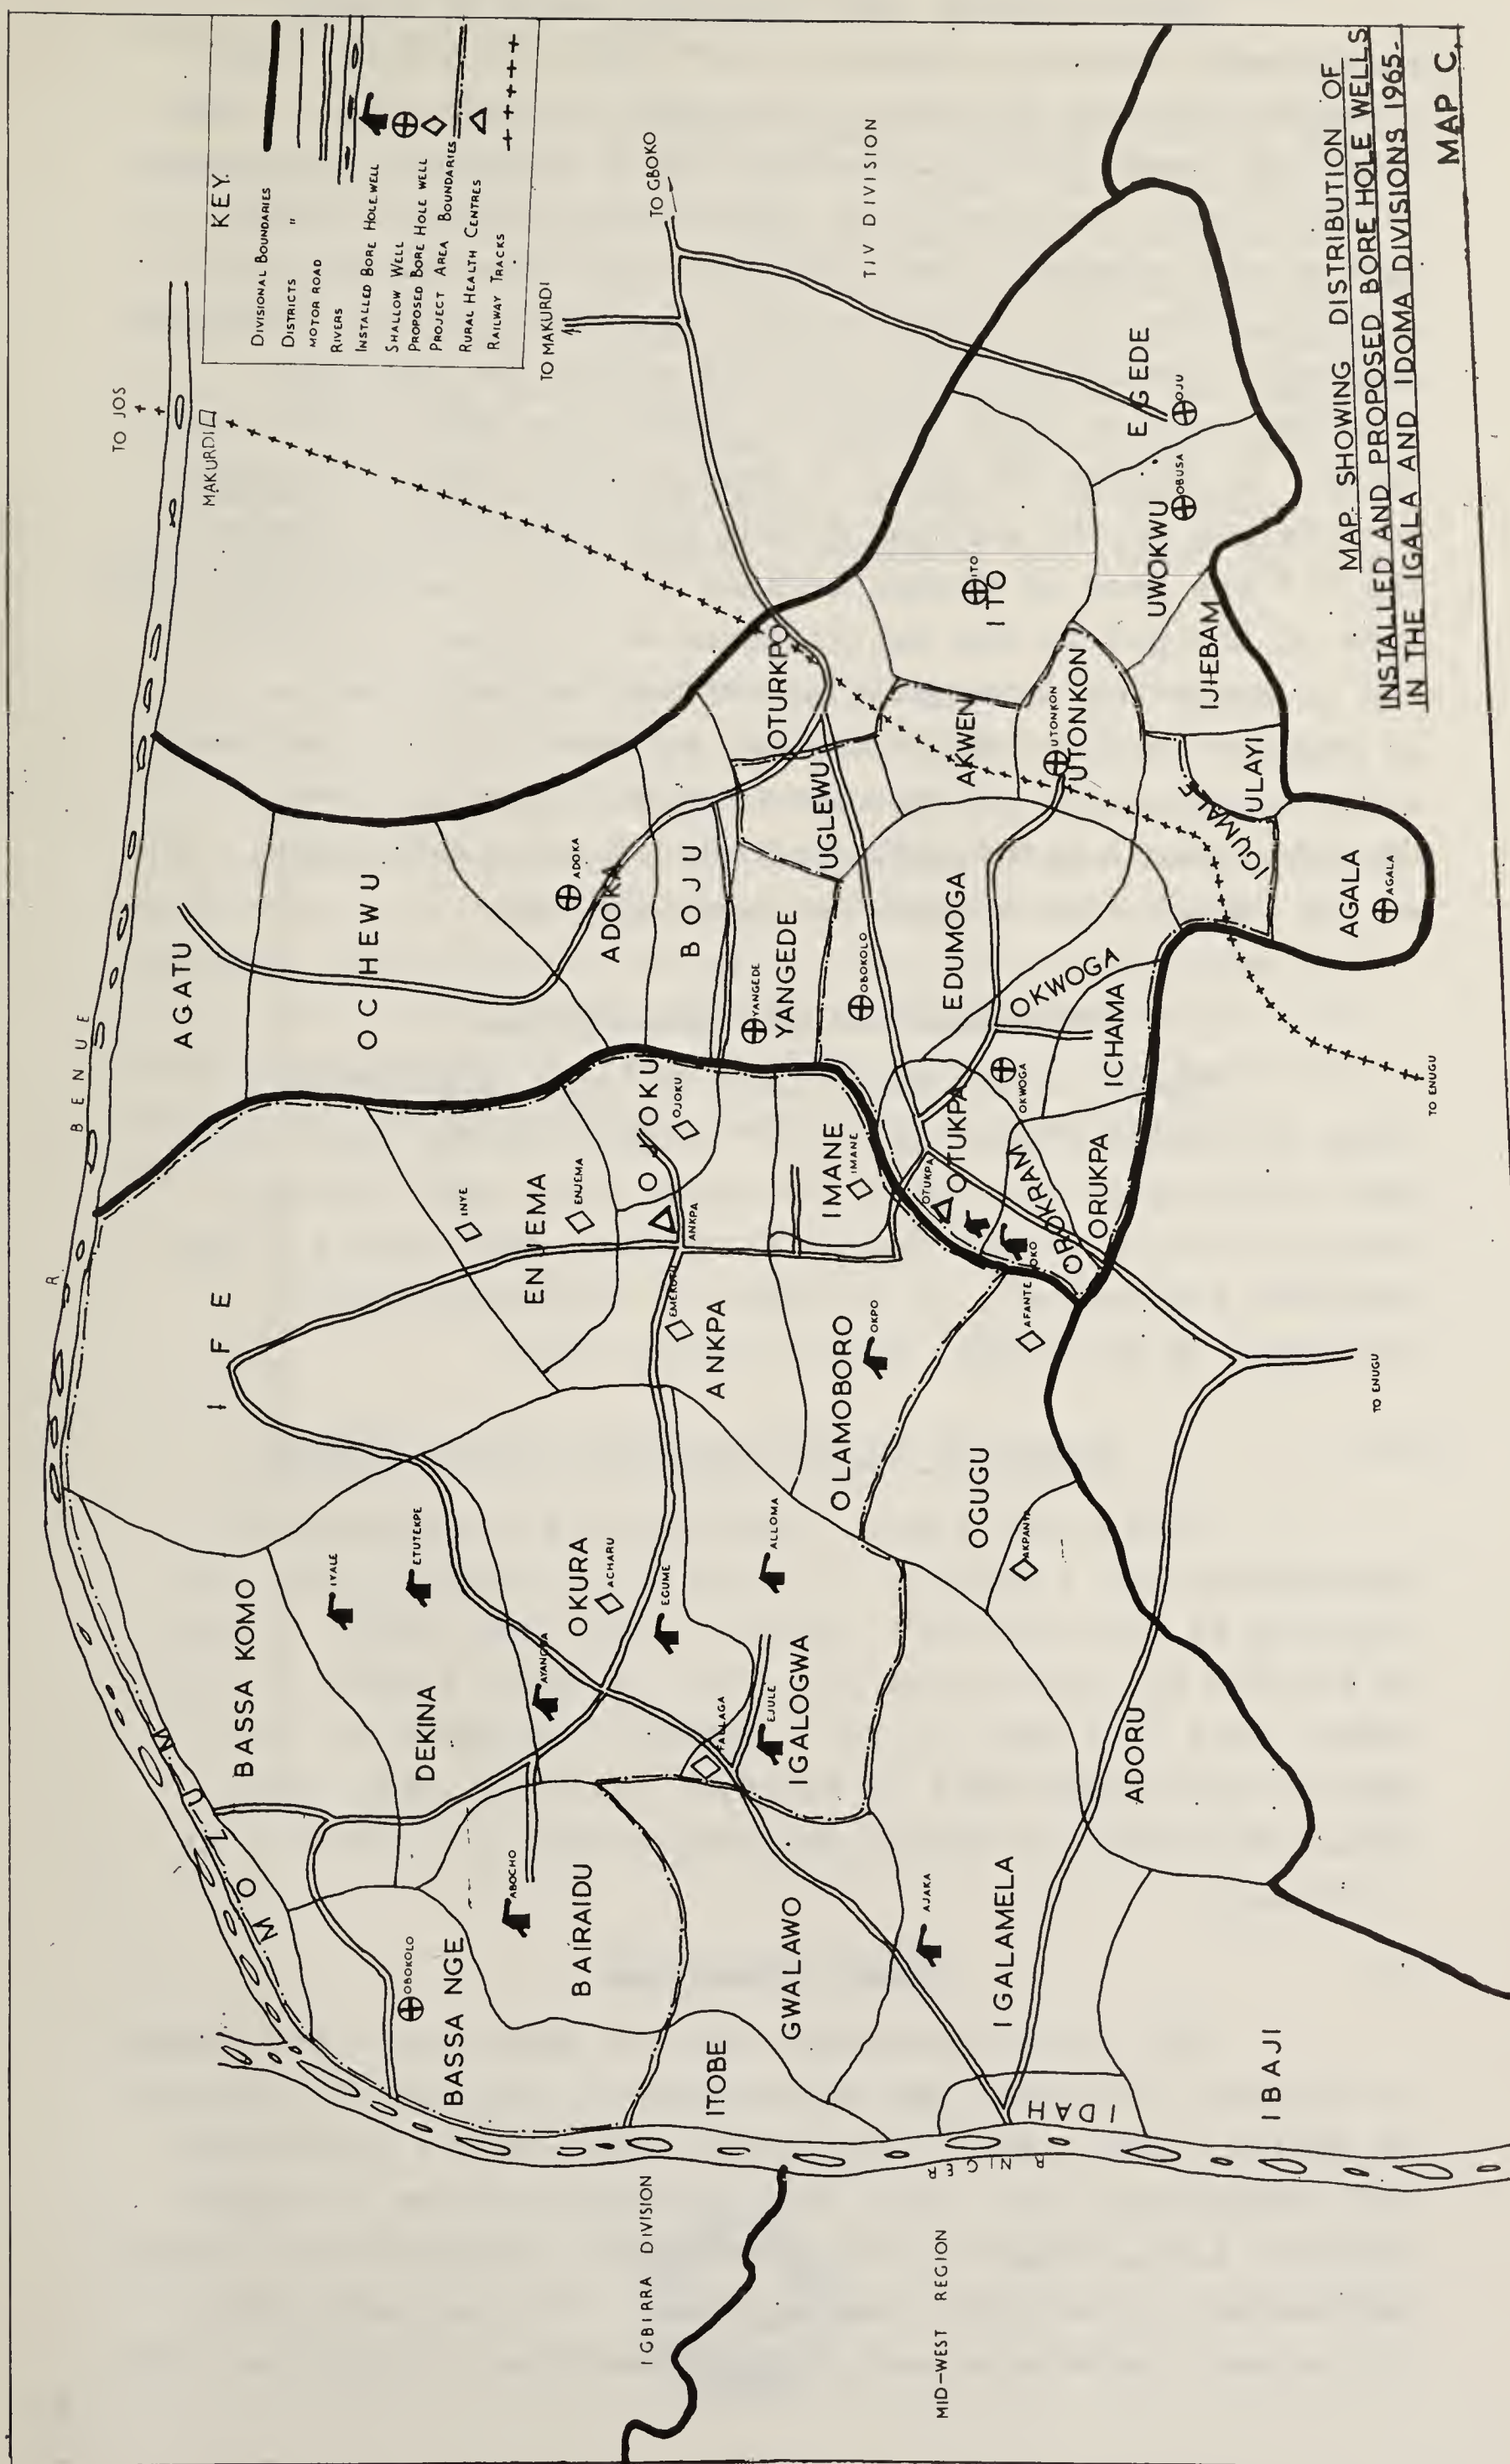 MAP. SHOWING DISTRIBUTION OF
INSTALLED AND PROPOSED BORE HOLE WELLS
IN THE IGALA AND IDOMA DIVISIONS 1965-
MAP C.
KEY.
DIVISIONAL BOUNDARIES
DISTRICTS "
MOTOR ROAD
RIVERS
INSTALLED BORE HOLE WELL
SHALLOW WELL
PROPOSED BORE HOLE WELL
PROJECT AREA BOUNDARIES
RURAL HEALTH CENTRES
RAILWAY TRACKS
TO JOS
MAKURDI
TO MAKURDI
TO GBOKO
TIV DIVISION
R. BENUE
AGATU
OCHEWU
ADOKA
ADOKA
BOJU
OTURKPO
UGLEWU
YANGEDE
YANGEDE
OBOKOLO
EDUMOGA
AKWEN
ITO
ITO
EGEDE
OJU
UWOKWU
OBUSA
UTONKON
UTONKON
IJIEBAM
ULAYI
IGUMALE
AGALA
AGALA
OKWOGA
OKWOGA
ICHAMA
OTUKPA
OTUKPA
OROKRAM
ORUKPA
TO ENUGU
IFE
INYE
ENJEMA
ENJEMA
OJOKU
OJOKU
ANKPA
ANKPA
EMEKUTU
IMANE
IMANE
OLAMOBORO
OKPO
AFANTE OKO
OGUGU
AKPANTA
TO ENUGU
BASSA KOMO
IYALE
ETUTEKPE
DEKINA
AYANGBA
OKURA
ACHARU
EGUME
ALLOMA
IGALOGWA
EJULE
FALLAGA
ADORU
MOZUM
OBOKOLO
BASSA NGE
ABOCHO
BAIRAIDU
GWALAWO
ITOBE
AJAKA
IGALAMELA
IDAH
IBAJI
R NIGER
IGBIRRA DIVISION
MID-WEST REGION